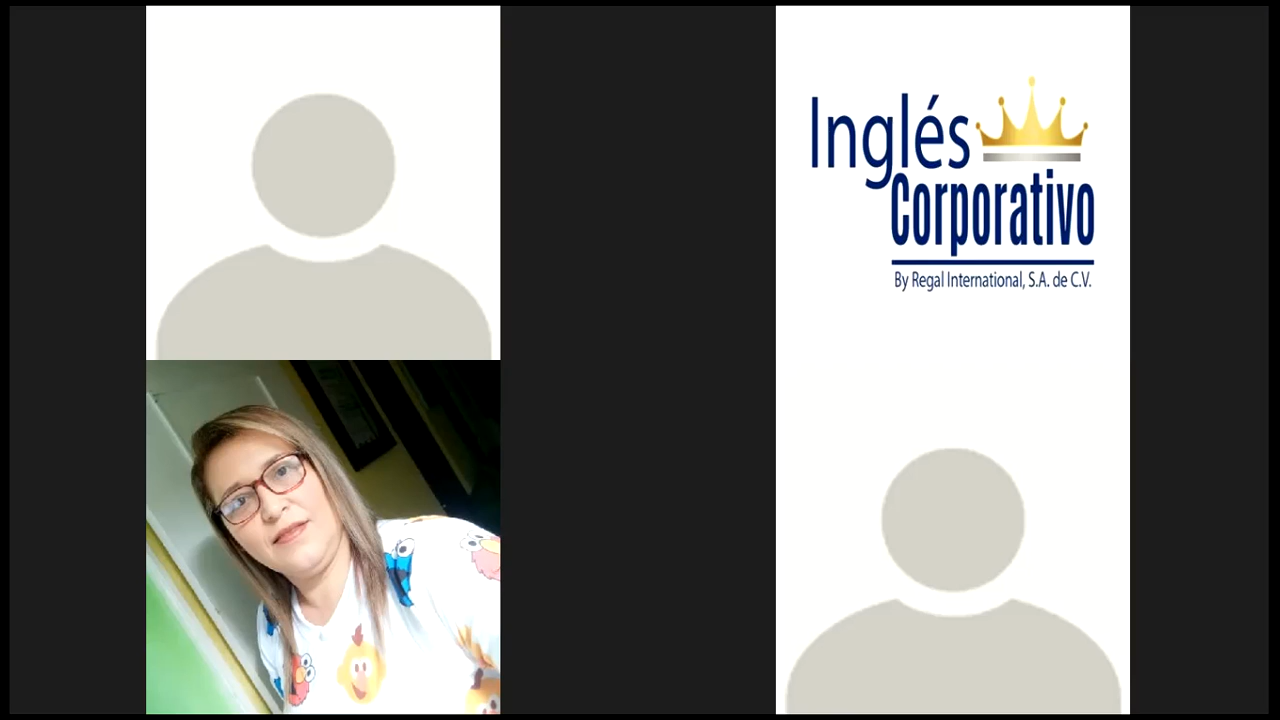 Inglés
Corporativo
By Regal International, S.A. de C.V.